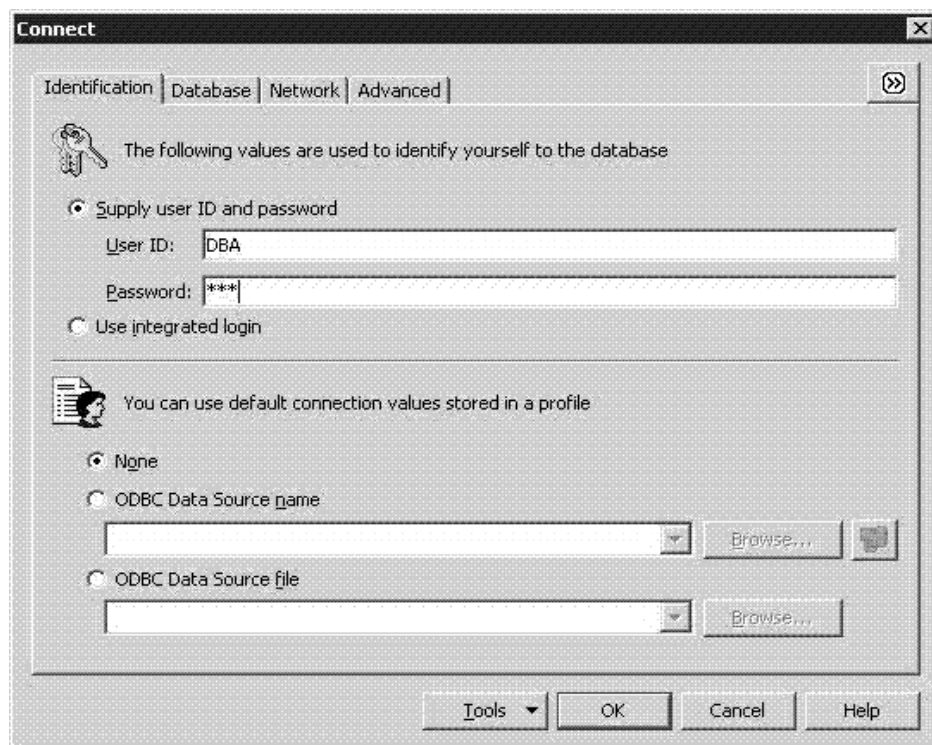 Connect
Identification Database Network Advanced
The following values are used to identify yourself to the database
Supply user ID and password
User ID: DBA
Password: ***
Use integrated login
You can use default connection values stored in a profile
None
ODBC Data Source name
Browse...
ODBC Data Source file
Browse...
Tools OK Cancel Help